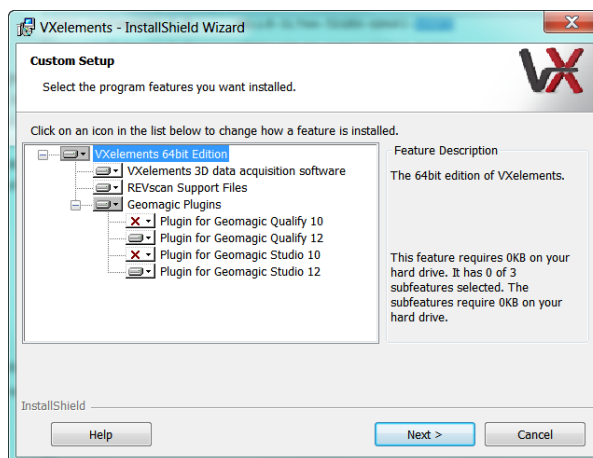 VXelements - InstallShield Wizard
Custom Setup
Select the program features you want installed.
VX
Click on an icon in the list below to change how a feature is installed.
VXelements 64bit Edition
VXelements 3D data acquisition software
REVscan Support Files
Geomagic Plugins
Plugin for Geomagic Qualify 10
Plugin for Geomagic Qualify 12
Plugin for Geomagic Studio 10
Plugin for Geomagic Studio 12
Feature Description
The 64bit edition of VXelements.
This feature requires 0KB on your
hard drive. It has 0 of 3
subfeatures selected. The
subfeatures require 0KB on your
hard drive.
InstallShield
Help
Next >
Cancel